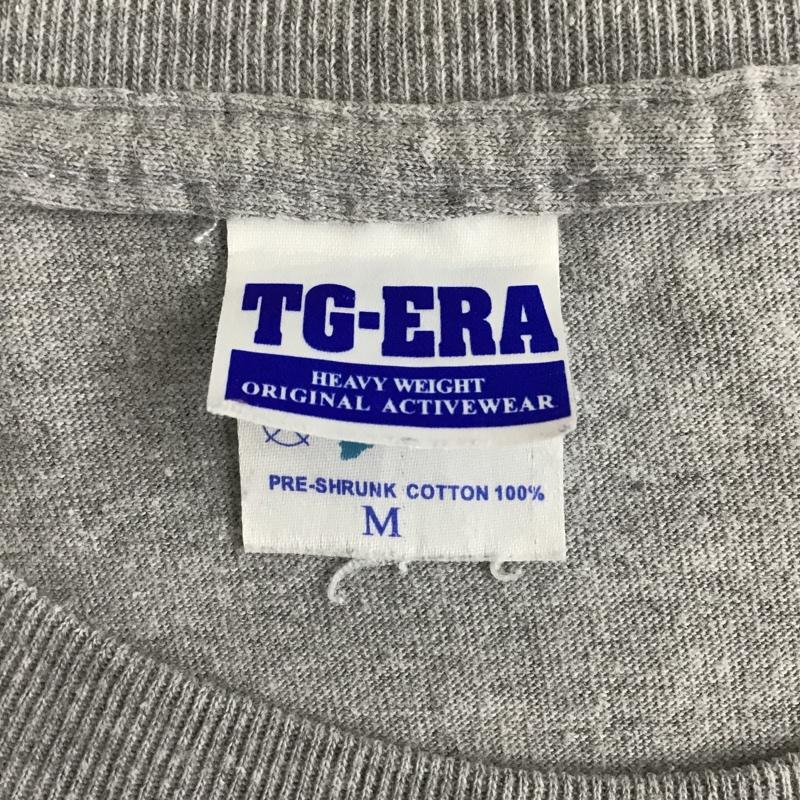 TG-ERA
HEAVY WEIGHT
ORIGINAL ACTIVEWEAR
PRE-SHRUNK COTTON 100%
M